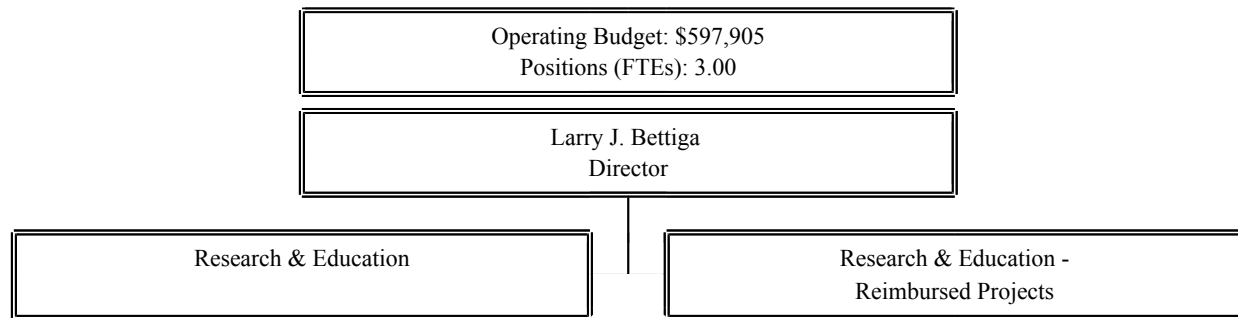 Operating Budget: $597,905
Positions (FTEs): 3.00
Larry J. Bettiga
Director
Research & Education
Research & Education -
Reimbursed Projects